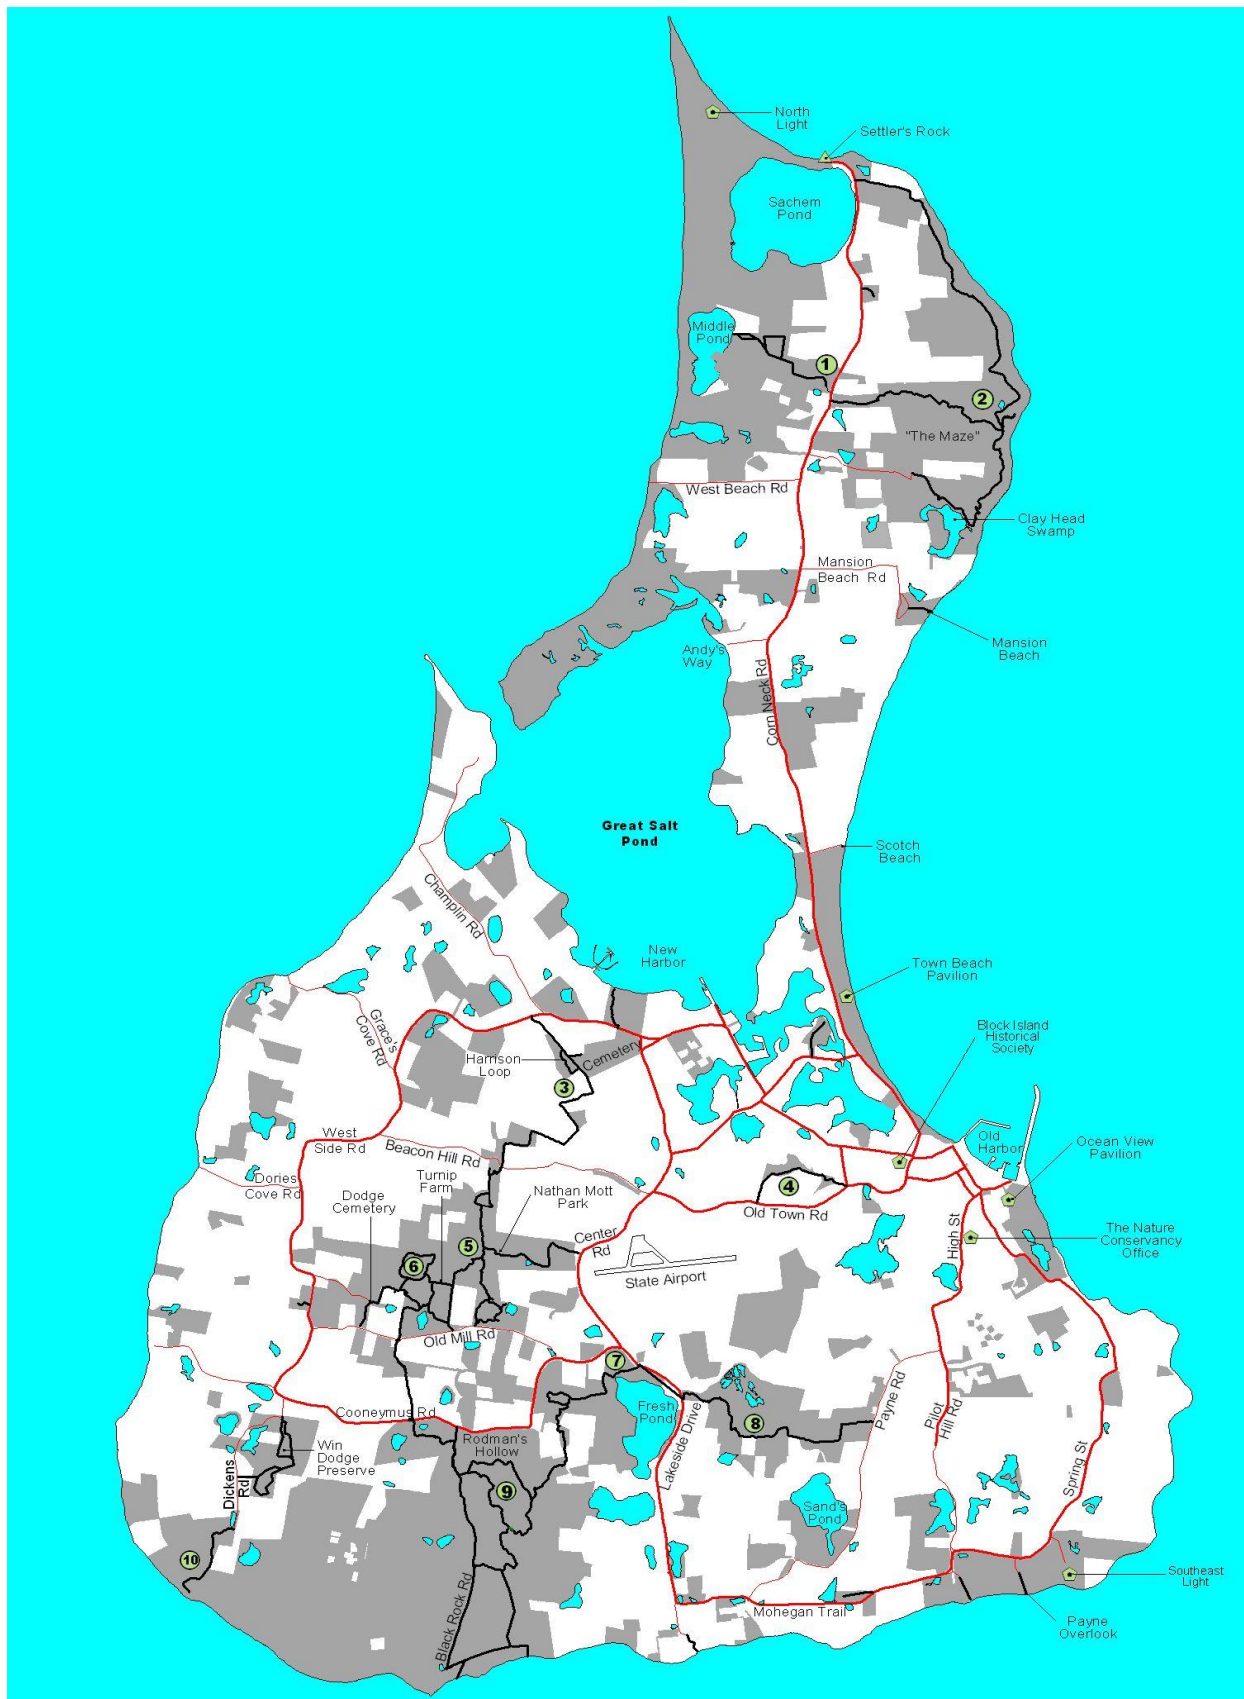 North
Light
Settler's Rock
Sachem
Pond
Middle
Pond
1
2
"The Maze"
West Beach Rd
Clay Head
Swamp
Mansion
Beach Rd
Mansion
Beach
Andy's
Way
Corn Neck Rd
Great Salt
Pond
Scotch
Beach
Champlin Rd
New
Harbor
Town Beach
Pavilion
Block Island
Historical
Society
Grace's
Cove Rd
Harrison
Loop
Cemetery
3
West
Side Rd
Beacon Hill Rd
Old
Harbor
Ocean View
Pavilion
Dories
Cove Rd
Dodge
Cemetery
Turnip
Farm
Nathan Mott
Park
4
Old Town Rd
High St
The Nature
Conservancy
Office
5
6
Center
Rd
State Airport
Old Mill Rd
7
Cooneymus Rd
Fresh
Pond
8
Payne Rd
Pilot
Hill Rd
Rodman's
Hollow
Win
Dodge
Preserve
Dickens
Rd
9
Lakeside Drive
Sand's
Pond
Spring St
10
Black Rock Rd
Mohegan Trail
Southeast
Light
Payne
Overlook